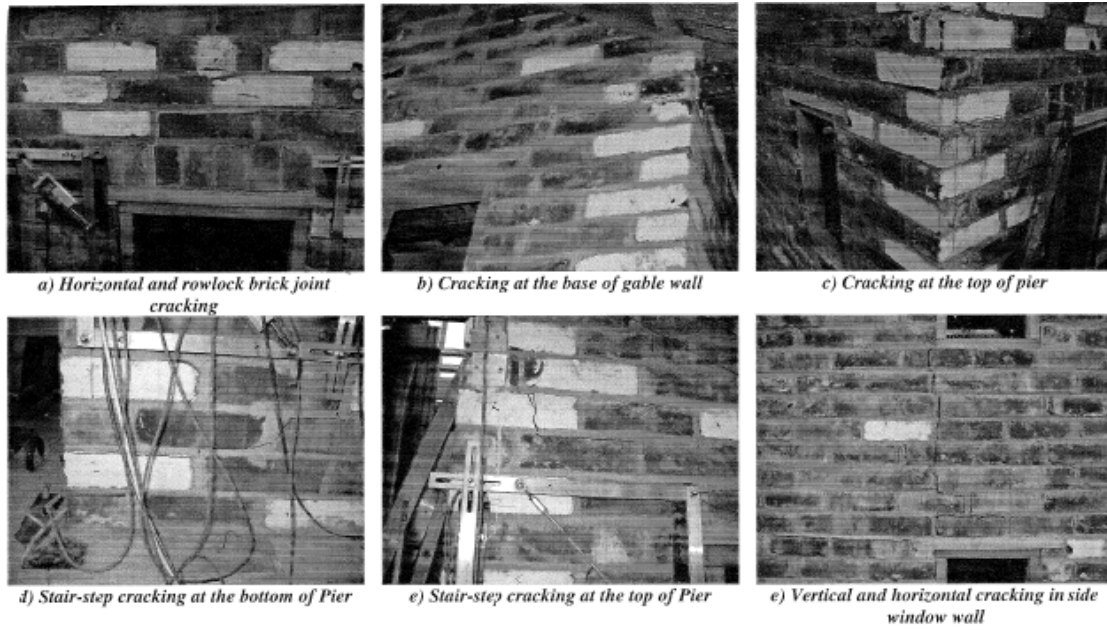 a) Horizontal and rowlock brick joint
cracking
b) Cracking at the base of gable wall
c) Cracking at the top of pier
d) Stair-step cracking at the bottom of Pier
e) Stair-step cracking at the top of Pier
e) Vertical and horizontal cracking in side
window wall